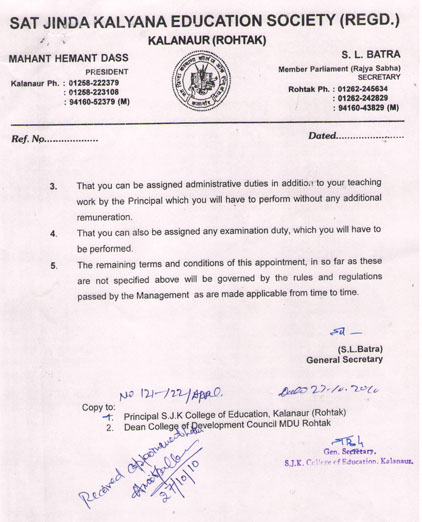 SAT JINDA KALYANA EDUCATION SOCIETY (REGD.)
KALANAUR (ROHTAK)
MAHANT HEMANT DASS
PRESIDENT
Kalanaur Ph. : 01258-222379
: 01258-223108
: 94160-52379 (M)
S. L. BATRA
Member Parliament (Rajya Sabha)
SECRETARY
Rohtak Ph. : 01262-245634
: 01262-242829
: 94160-43829 (M)
Ref. No...................
Dated........................
3. That you can be assigned administrative duties in addition to your teaching
work by the Principal which you will have to perform without any additional
remuneration.
4. That you can also be assigned any examination duty, which you will have to
be performed.
5. The remaining terms and conditions of this appointment, in so far as these
are not specified above will be governed by the rules and regulations
passed by the Management as are made applicable from time to time.
(S.L.Batra)
General Secretary
No 121-/22/Appl.
Copy to:
1. Principal S.J.K College of Education, Kalanaur (Rohtak)
2. Dean College of Development Council MDU Rohtak
Received Appointment
27/10/10
Gen. Secretary,
S.J.K. College of Education, Kalanaur.